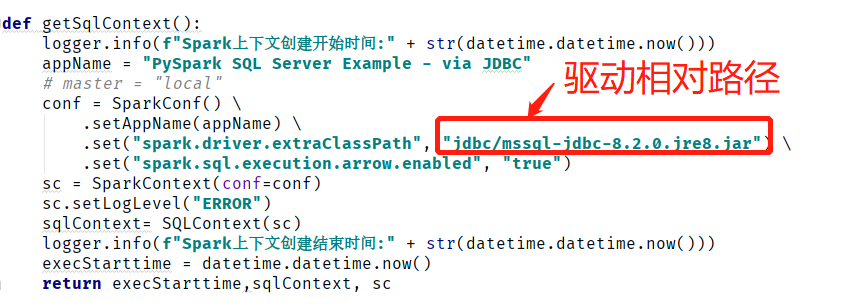 def getSqlContext():
    logger.info(f"Spark上下文创建开始时间:" + str(datetime.datetime.now()))
    appName = "PySpark SQL Server Example - via JDBC"
    # master = "local"
    conf = SparkConf() \
        .setAppName(appName) \
        .set("spark.driver.extraClassPath", "jdbc/mssql-jdbc-8.2.0.jre8.jar") \
        .set("spark.sql.execution.arrow.enabled", "true")
    sc = SparkContext(conf=conf)
    sc.setLogLevel("ERROR")
    sqlContext= SQLContext(sc)
    logger.info(f"Spark上下文创建结束时间:" + str(datetime.datetime.now()))
    execStarttime = datetime.datetime.now()
    return execStarttime,sqlContext, sc
驱动相对路径